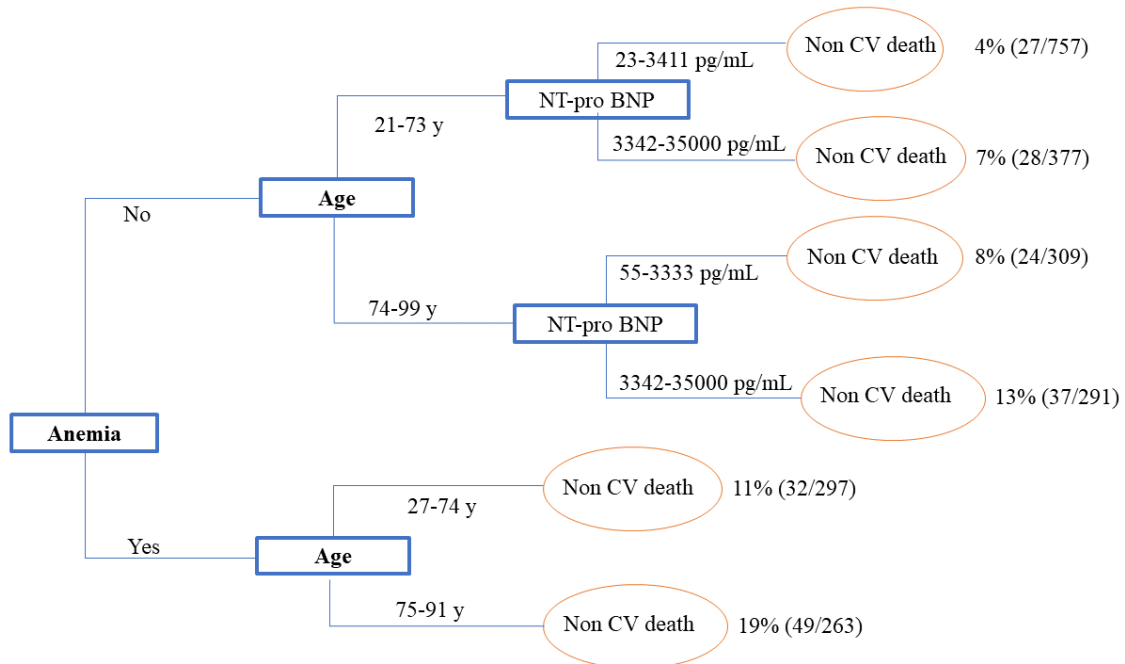 Non CV death 4% (27/757)
23-3411 pg/mL
NT-pro BNP
21-73 y
3342-35000 pg/mL
Non CV death 7% (28/377)
Age
No
Non CV death 8% (24/309)
55-3333 pg/mL
74-99 y
NT-pro BNP
3342-35000 pg/mL
Non CV death 13% (37/291)
Anemia
Non CV death 11% (32/297)
27-74 y
Yes
Age
75-91 y
Non CV death 19% (49/263)